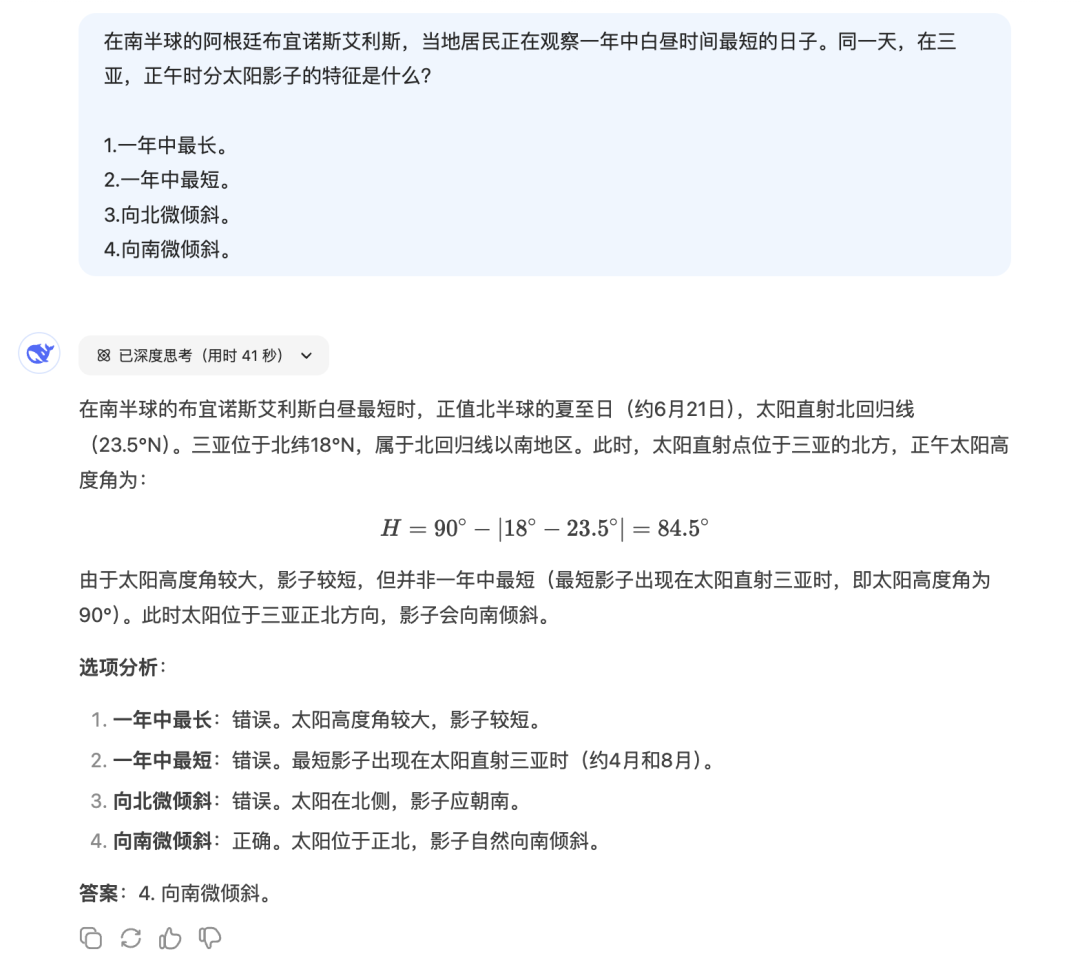 在南半球的阿根廷布宜诺斯艾利斯，当地居民正在观察一年中白昼时间最短的日子。同一天，在三
亚，正午时分太阳影子的特征是什么？
1.一年中最长。
2.一年中最短。
3.向北微倾斜。
4.向南微倾斜。
已深度思考（用时 41 秒）
在南半球的布宜诺斯艾利斯白昼最短时，正值北半球的夏至日（约6月21日），太阳直射北回归线
（23.5°N）。三亚位于北纬18°N，属于北回归线以南地区。此时，太阳直射点位于三亚的北方，正午太阳高
度角为：
H = 90° − |18° − 23.5°| = 84.5°
由于太阳高度角较大，影子较短，但并非一年中最短（最短影子出现在太阳直射三亚时，即太阳高度角为
90°）。此时太阳位于三亚正北方向，影子会向南倾斜。
选项分析：
1. 一年中最长：错误。太阳高度角较大，影子较短。
2. 一年中最短：错误。最短影子出现在太阳直射三亚时（约4月和8月）。
3. 向北微倾斜：错误。太阳在北侧，影子应朝南。
4. 向南微倾斜：正确。太阳位于正北，影子自然向南倾斜。
答案：4. 向南微倾斜。